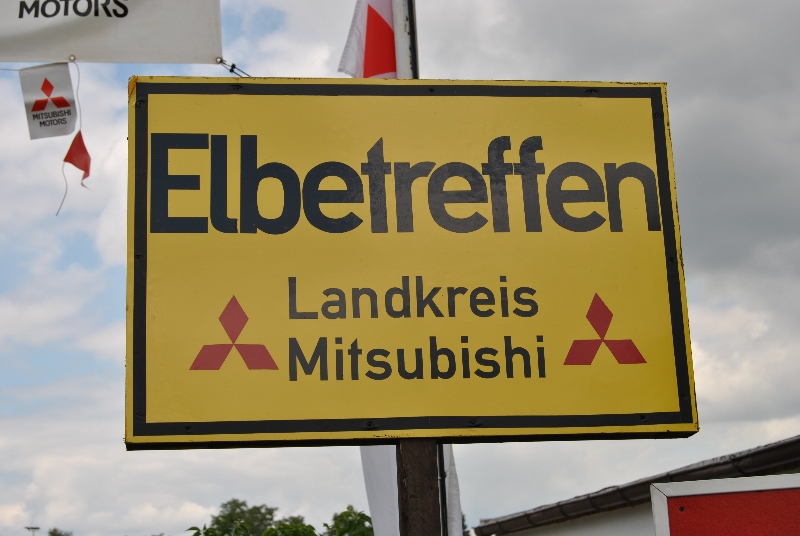 MOTORS
MITSUBISHI
MOTORS
Elbetreffen
Landkreis
Mitsubishi